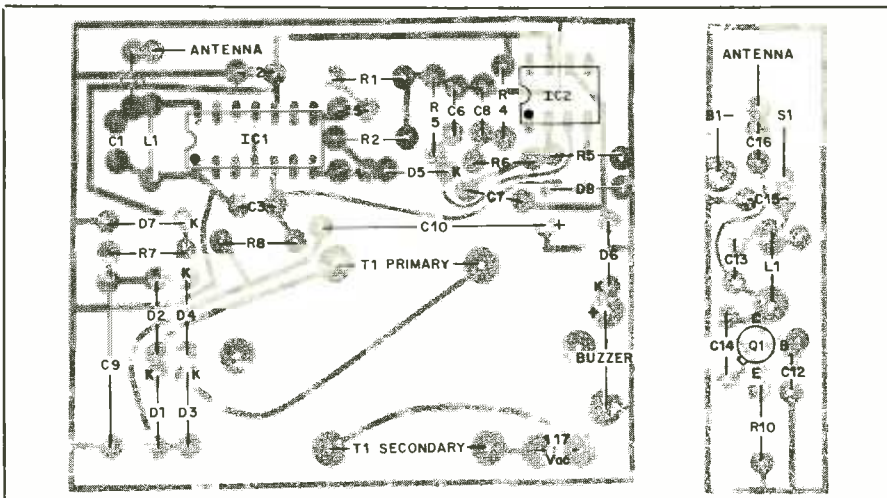 ANTENNA
ANTENNA
2
R1
R
5
C6
C8
R
4
IC2
B1
S1
C1
L1
IC1
R2
C16
D5
K
R6
R5
C3
C7
D8
C15
D7
K
C10
+
R7
R8
D6
C13
L1
K
T1 PRIMARY
K
+
D2
D4
E
C14
Q1
B
C9
K
K
BUZZER
E
C12
D1
D3
R10
T1 SECONDARY
117
Vac